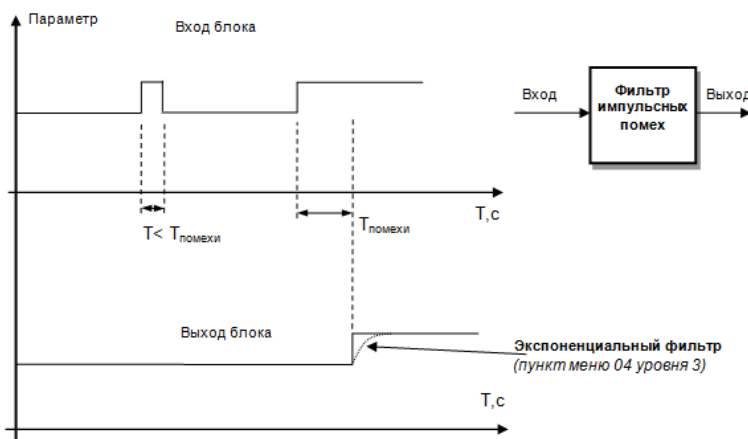 Параметр
Вход блока
Вход
Фильтр
импульсных
помех
Выход
T,с
T< Tпомехи
Tпомехи
Выход блока
Экспоненциальный фильтр
(пункт меню 04 уровня 3)
T,с